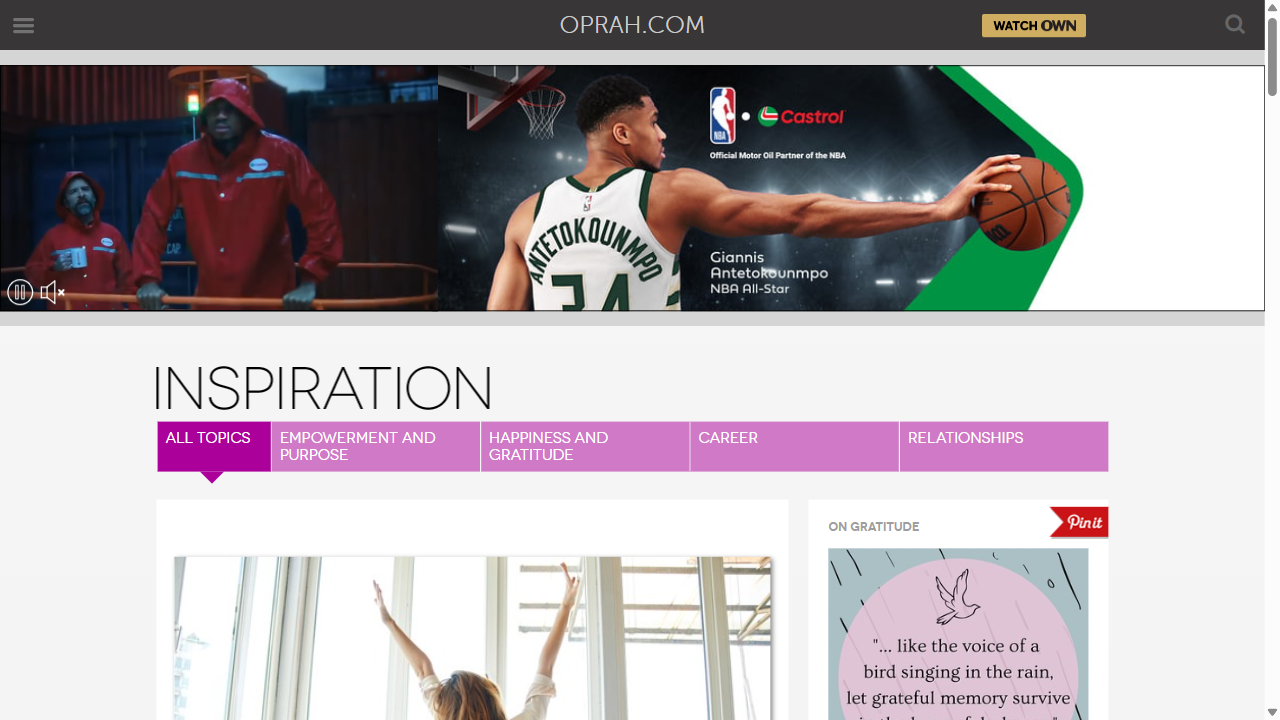 OPRAH.COM
WATCH OWN
NBA
Castrol
Official Motor Oil Partner of the NBA
ANTETOKOUNMPO
34
Giannis
Antetokounmpo
NBA All-Star
INSPIRATION
ALL TOPICS
EMPOWERMENT AND
PURPOSE
HAPPINESS AND
GRATITUDE
CAREER
RELATIONSHIPS
ON GRATITUDE
Pin it
"... like the voice of a
bird singing in the rain,
let grateful memory survive